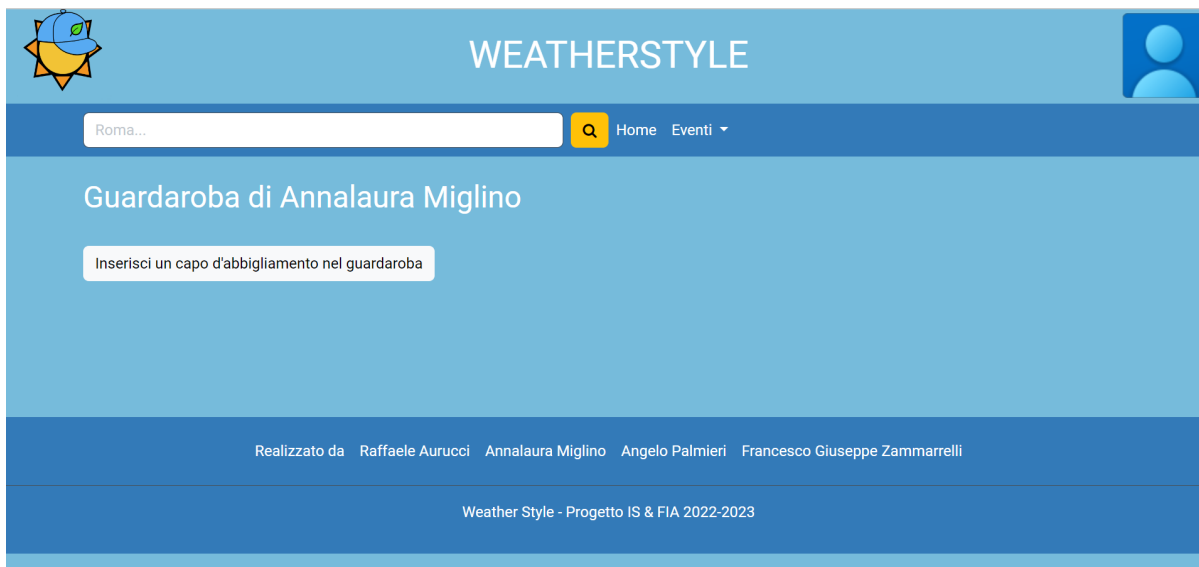 WEATHERSTYLE
Roma... Home Eventi
Guardaroba di Annalaura Miglino
Inserisci un capo d'abbigliamento nel guardaroba
Realizzato da Raffaele Aurucci Annalaura Miglino Angelo Palmieri Francesco Giuseppe Zammarrelli
Weather Style - Progetto IS & FIA 2022-2023